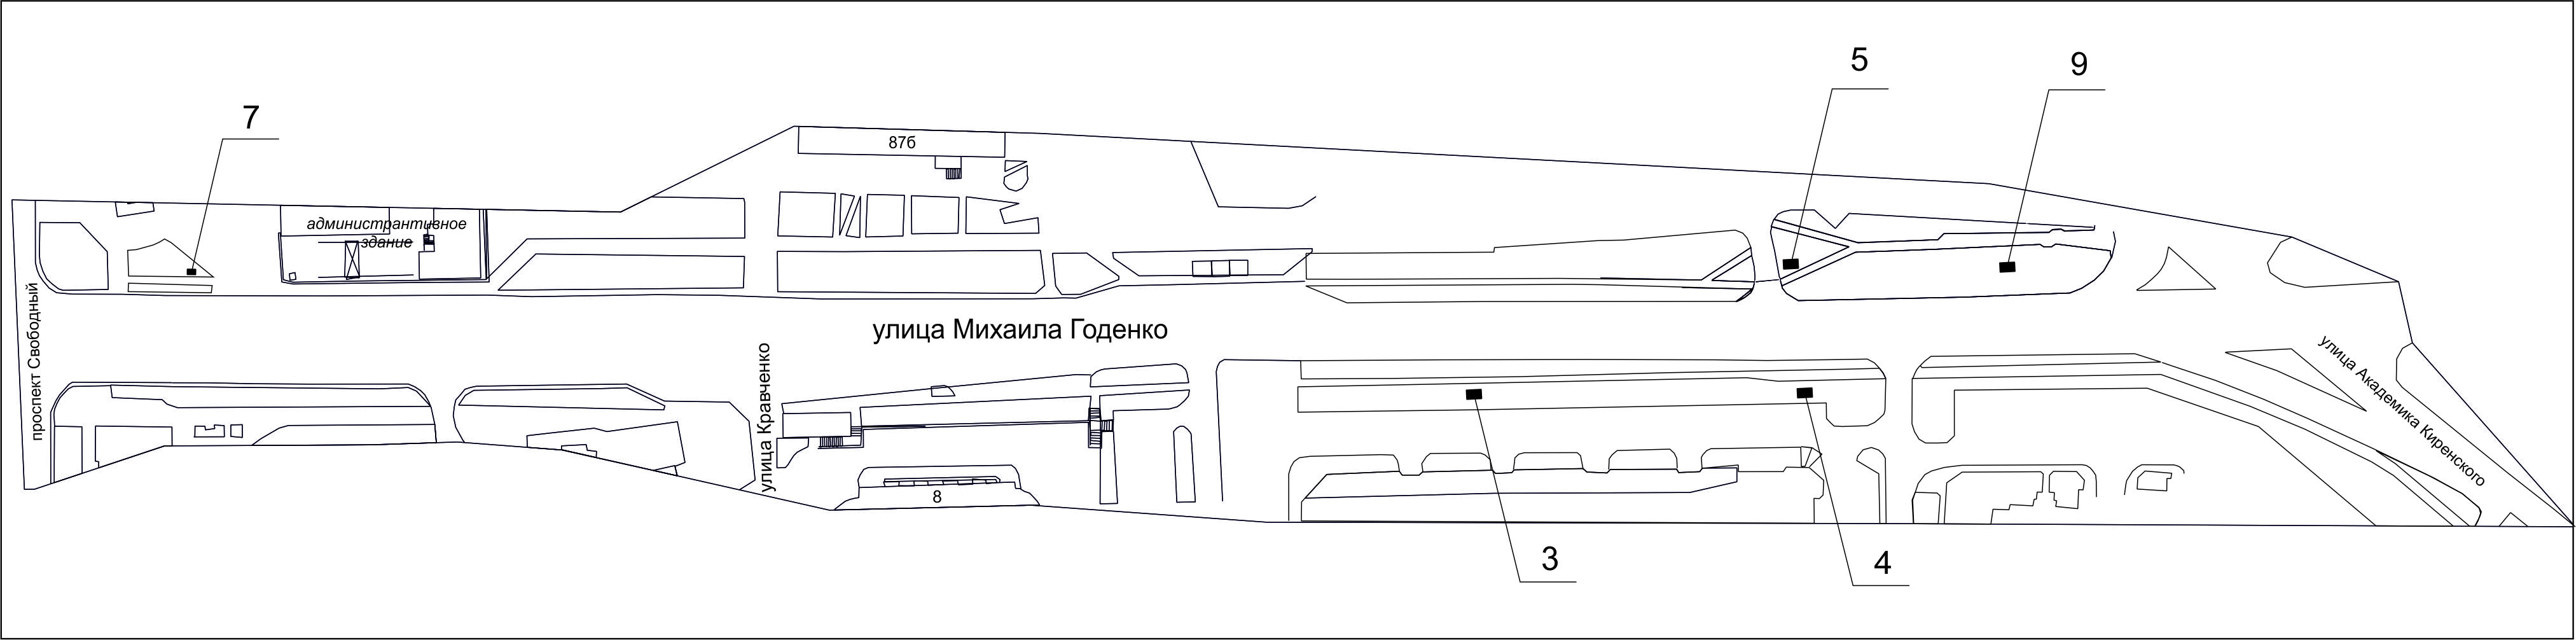 5
9
7
87б
администрантивное
здание
проспект Свободный
улица Михаила Годенко
улица Кравченко
улица Академика Киренского
8
3
4